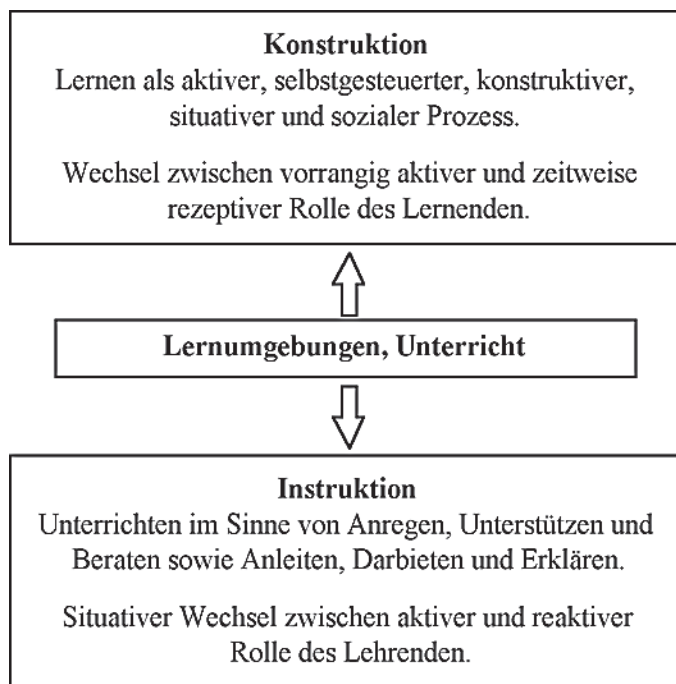 Konstruktion
Lernen als aktiver, selbstgesteuerter, konstruktiver,
situativer und sozialer Prozess.
Wechsel zwischen vorrangig aktiver und zeitweise
rezeptiver Rolle des Lernenden.
Lernumgebungen, Unterricht
Instruktion
Unterrichten im Sinne von Anregen, Unterstützen und
Beraten sowie Anleiten, Darbieten und Erklären.
Situativer Wechsel zwischen aktiver und reaktiver
Rolle des Lehrenden.